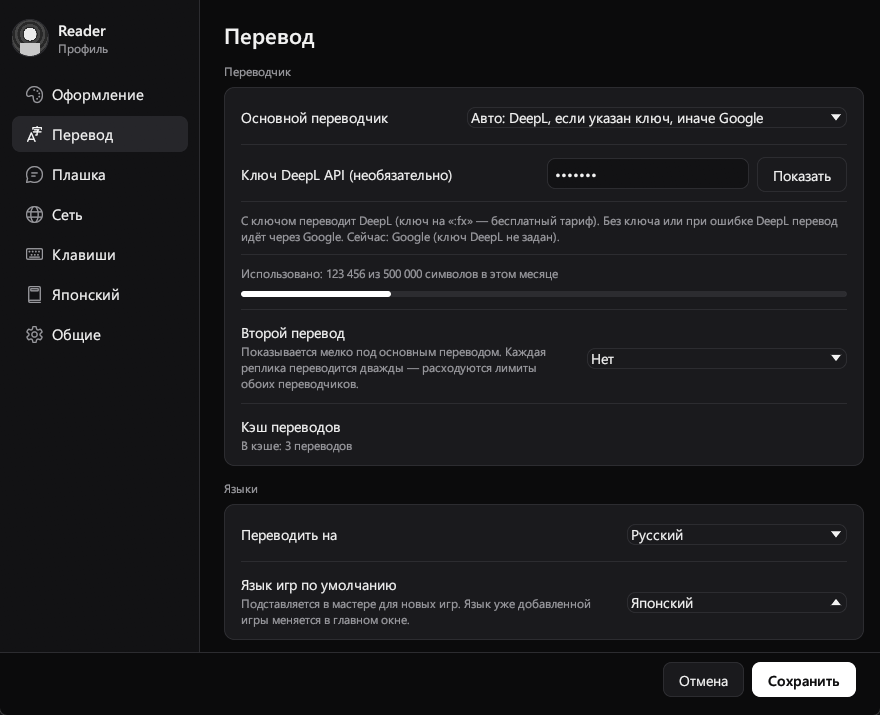 Reader
Профиль
Оформление
Перевод
Плашка
Сеть
Клавиши
Японский
Общие
Перевод
Переводчик
Основной переводчик
Авто: DeepL, если указан ключ, иначе Google
Ключ DeepL API (необязательно)
•••••••
Показать
С ключом переводит DeepL (ключ на «:fx» — бесплатный тариф). Без ключа или при ошибке DeepL перевод
идёт через Google. Сейчас: Google (ключ DeepL не задан).
Использовано: 123 456 из 500 000 символов в этом месяце
Второй перевод
Показывается мелко под основным переводом. Каждая
реплика переводится дважды — расходуются лимиты
обоих переводчиков.
Нет
Кэш переводов
В кэше: 3 переводов
Языки
Переводить на
Русский
Язык игр по умолчанию
Подставляется в мастере для новых игр. Язык уже добавленной
игры меняется в главном окне.
Японский
Отмена
Сохранить